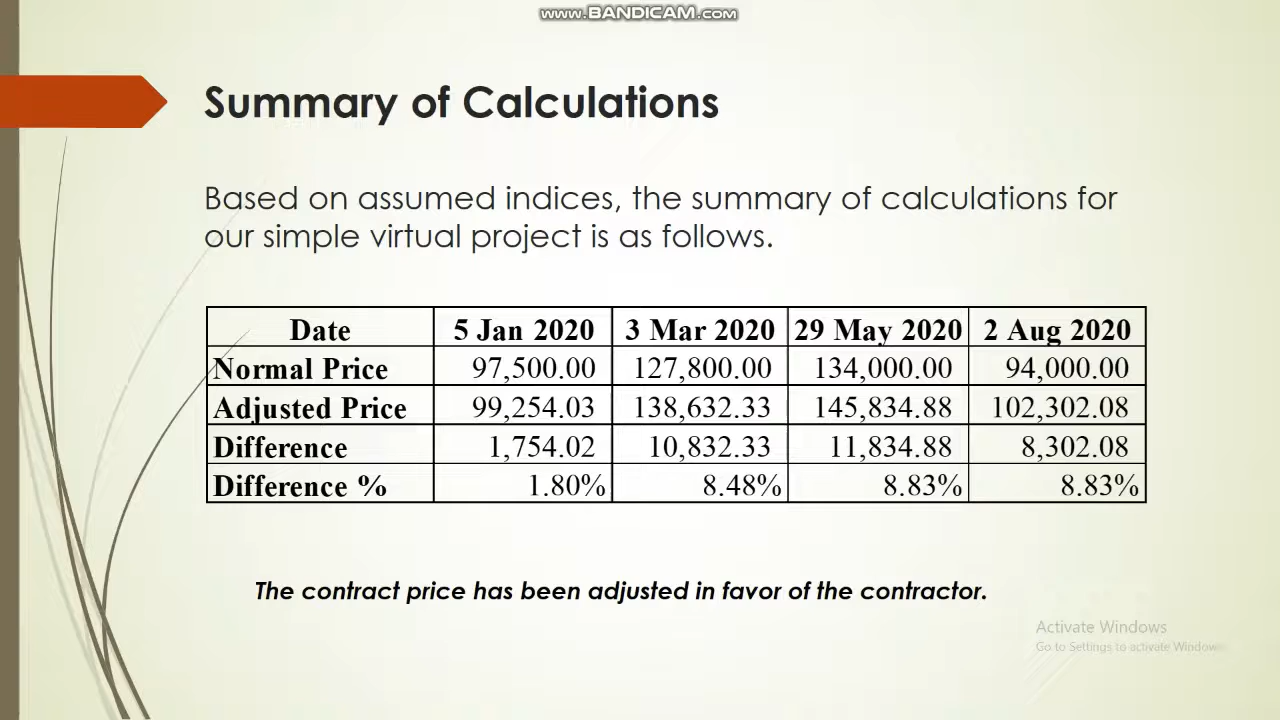 www.BANDICAM.com
Summary of Calculations
Based on assumed indices, the summary of calculations for
our simple virtual project is as follows.
Date 5 Jan 2020 3 Mar 2020 29 May 2020 2 Aug 2020
Normal Price 97,500.00 127,800.00 134,000.00 94,000.00
Adjusted Price 99,254.03 138,632.33 145,834.88 102,302.08
Difference 1,754.02 10,832.33 11,834.88 8,302.08
Difference % 1.80% 8.48% 8.83% 8.83%
The contract price has been adjusted in favor of the contractor.
Activate Windows
Go to Settings to activate Windows.